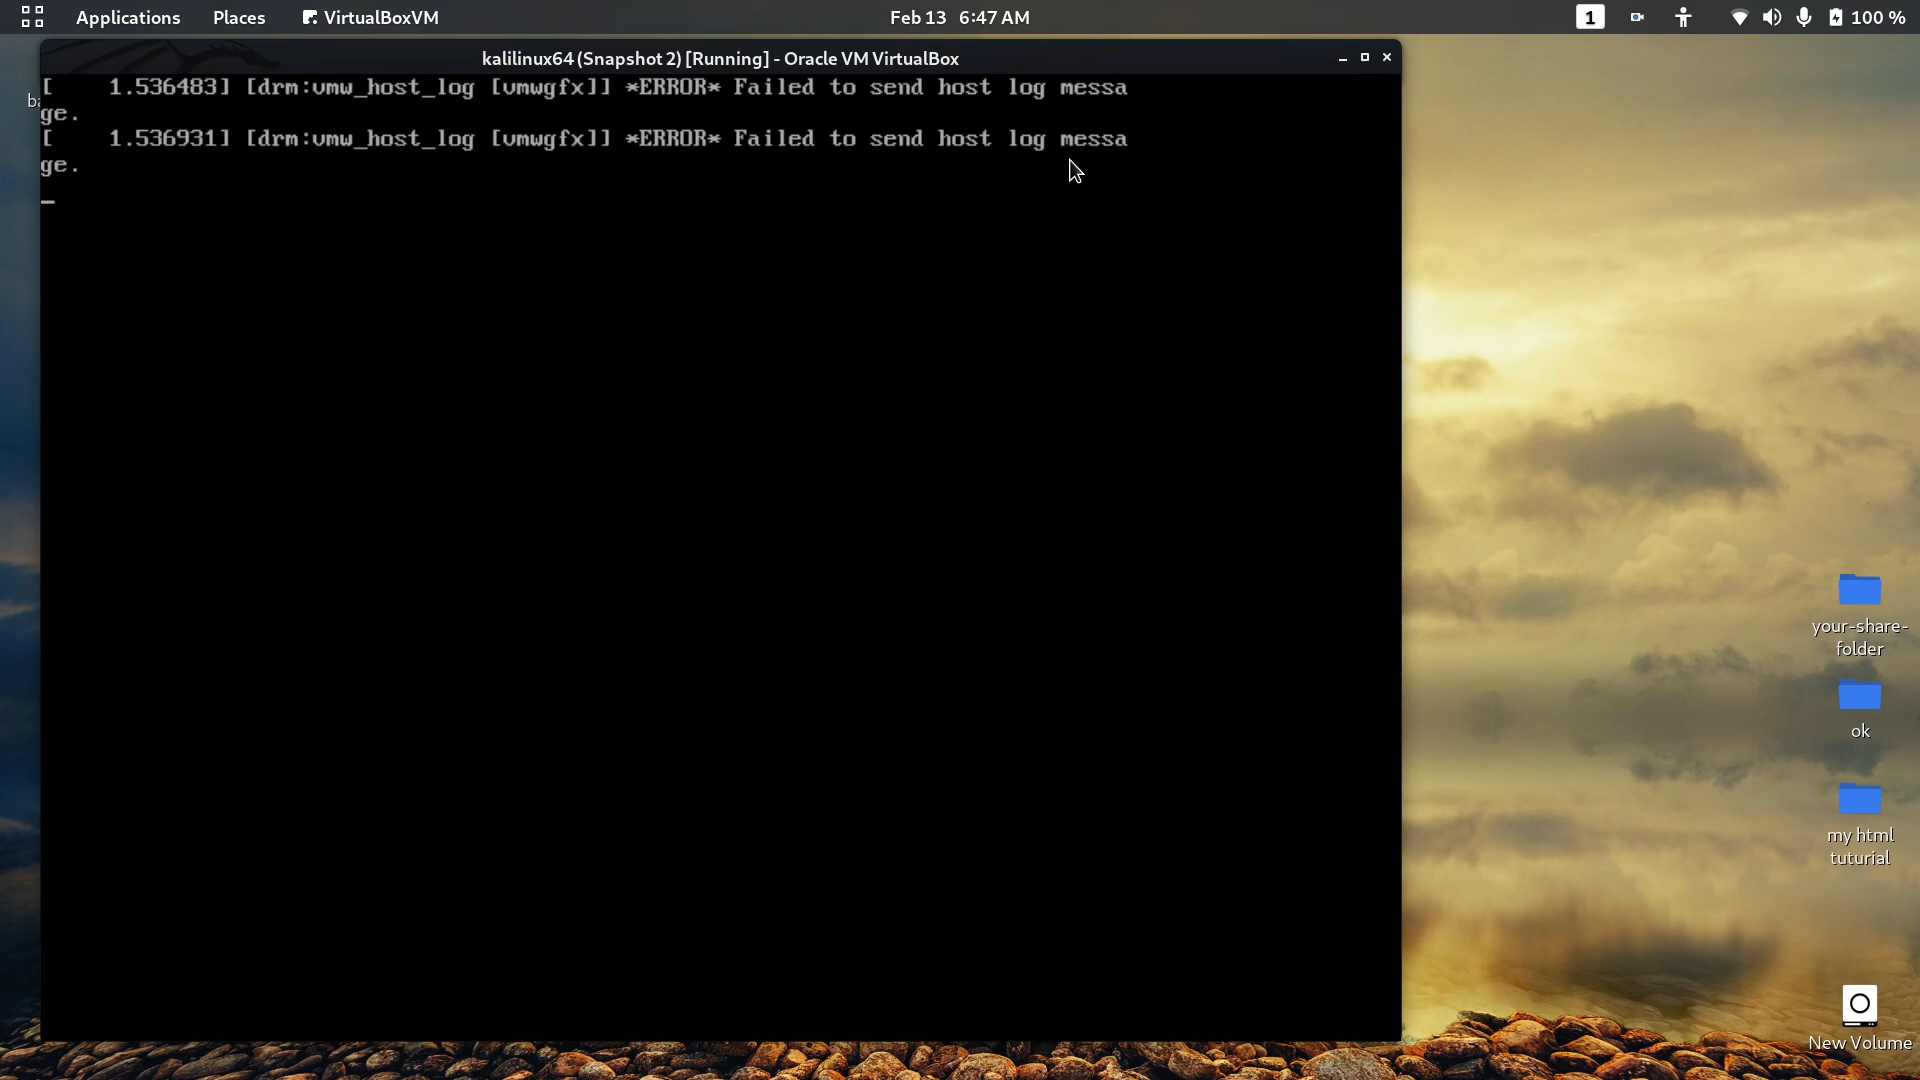 Applications Places VirtualBoxVM Feb 13 6:47 AM 1 100 %
kalilinux64 (Snapshot 2) [Running] - Oracle VM VirtualBox
[    1.536483] [drm:vmw_host_log [vmwgfx]] *ERROR* Failed to send host log messa
ge.
[    1.536931] [drm:vmw_host_log [vmwgfx]] *ERROR* Failed to send host log messa
ge.
your-share-
folder
ok
my html
tuturial
New Volume